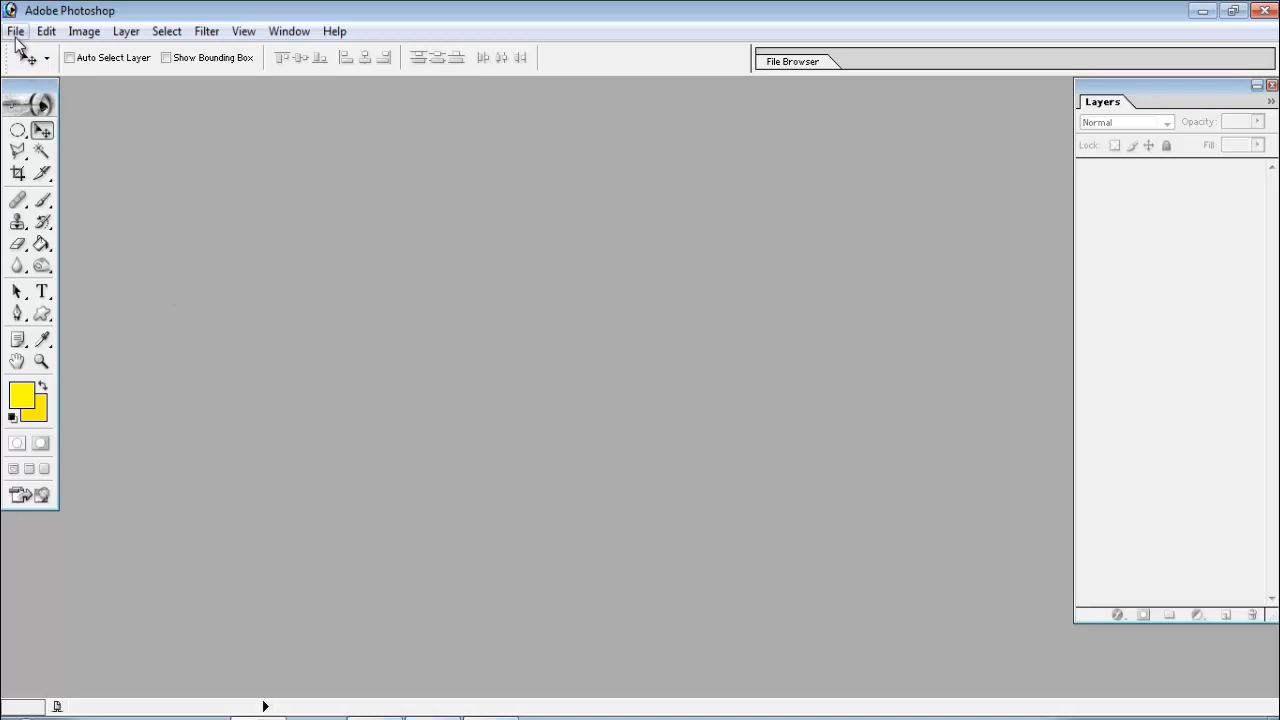 Adobe Photoshop
File Edit Image Layer Select Filter View Window Help
Auto Select Layer Show Bounding Box
File Browser
Layers
Normal Opacity:
Lock: Fill:
T